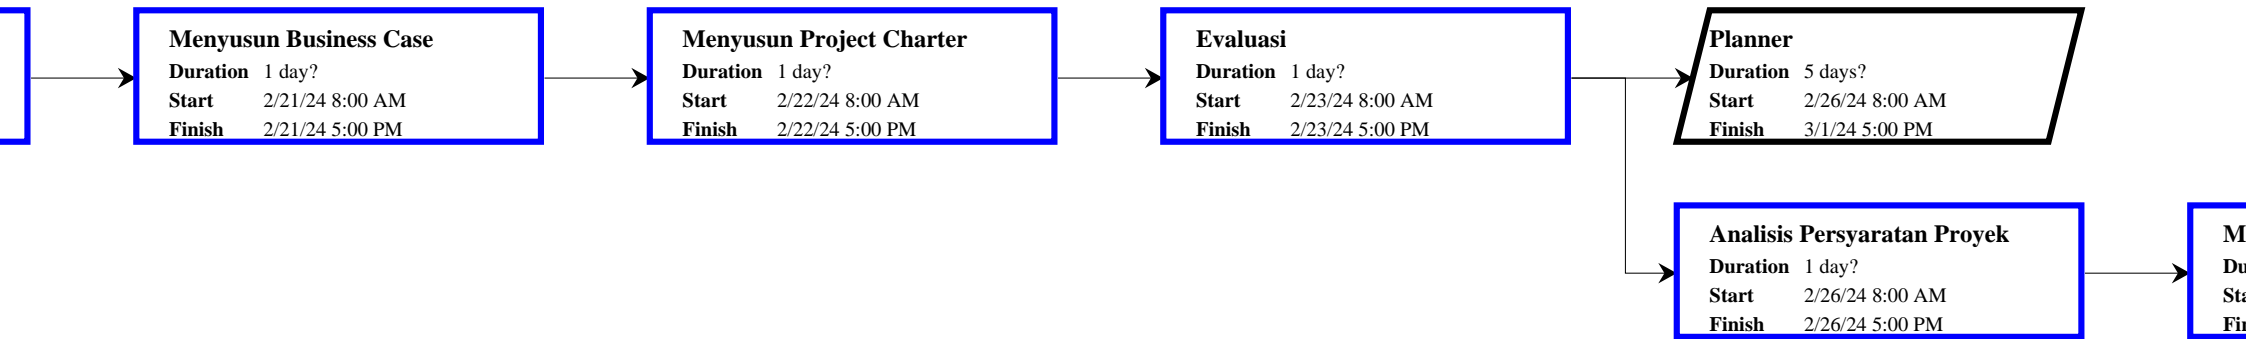 Menyusun Business Case
Duration 1 day?
Start 2/21/24 8:00 AM
Finish 2/21/24 5:00 PM
Menyusun Project Charter
Duration 1 day?
Start 2/22/24 8:00 AM
Finish 2/22/24 5:00 PM
Evaluasi
Duration 1 day?
Start 2/23/24 8:00 AM
Finish 2/23/24 5:00 PM
Planner
Duration 5 days?
Start 2/26/24 8:00 AM
Finish 3/1/24 5:00 PM
Analisis Persyaratan Proyek
Duration 1 day?
Start 2/26/24 8:00 AM
Finish 2/26/24 5:00 PM